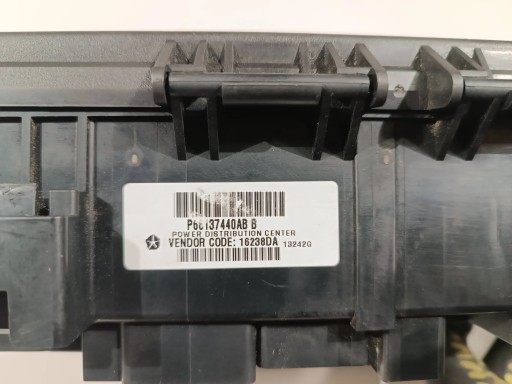 P68137440AB B
POWER DISTRIBUTION CENTER
VENDOR CODE: 16238DA 13242G